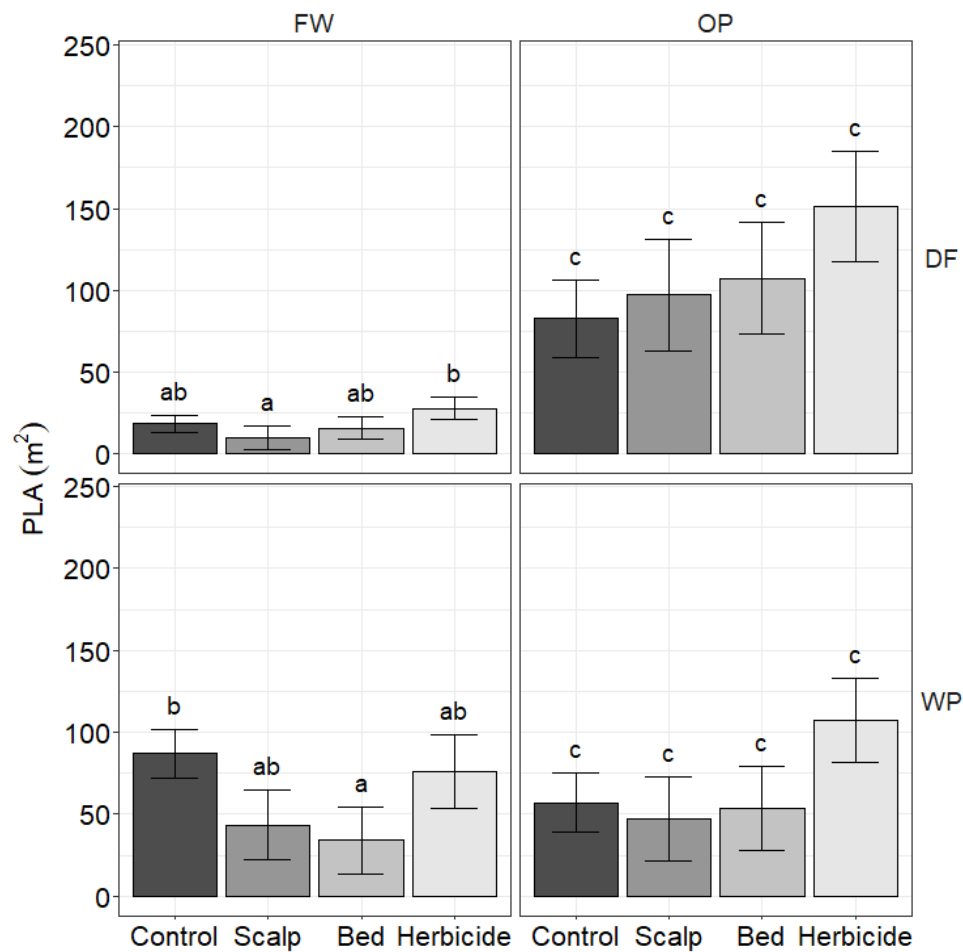 FW OP
250
200
150
100
50
0
c
c
c
c
ab
a
ab
b
DF
PLA (m²)
250
200
150
100
50
0
b
ab
a
ab
c
c
c
c
WP
Control Scalp Bed Herbicide Control Scalp Bed Herbicide